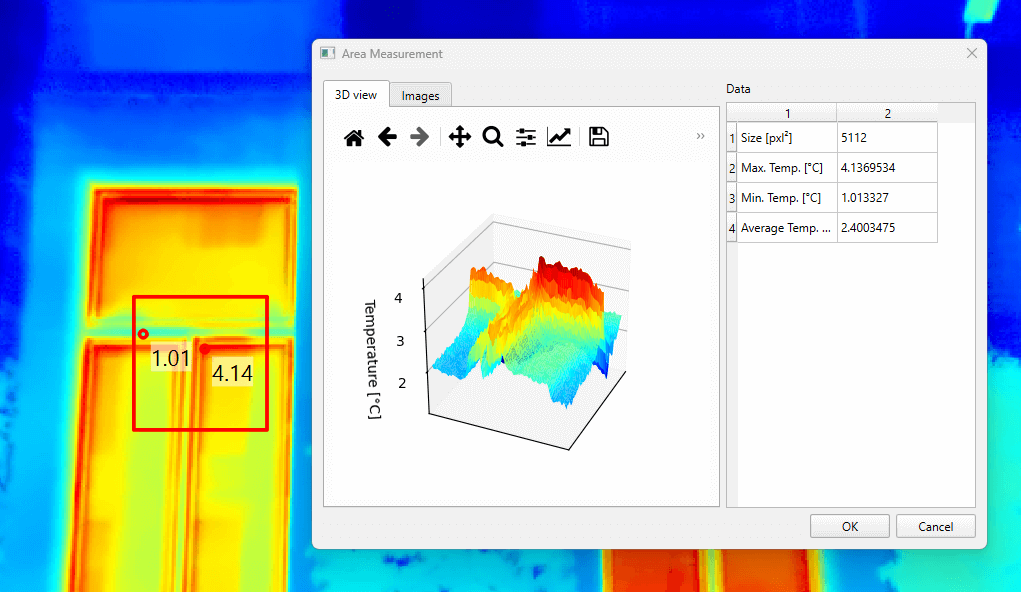 Area Measurement
3D view
Images
Data
1 2
1 Size [pxl²] 5112
2 Max. Temp. [°C] 4.1369534
3 Min. Temp. [°C] 1.013327
4 Average Temp. ... 2.4003475
Temperature [°C]
4
3
2
1.01
4.14
OK
Cancel